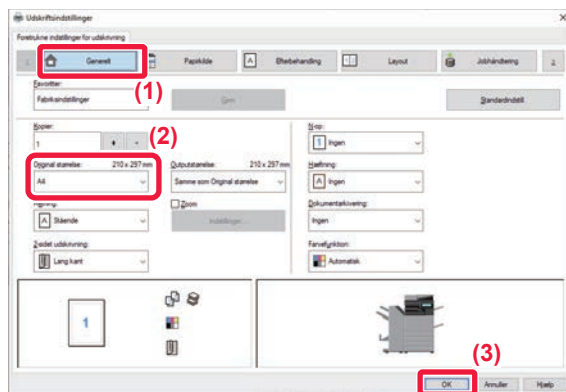 Udskriftsindstillinger
Foretrukne indstillinger for udskrivning
Generelt
Papirkilde
Efterbehandling
Layout
Jobhåndtering
2
(1)
Favoritter:
Fabriksindstillinger
Gem
Standardindstill.
(2)
Kopier:
1
Original størrelse: 210 x 297 mm
A4
Outputstørrelse: 210 x 297 mm
Samme som Original størrelse
Zoom
Indstillinger...
Stående
2-sidet udskrivning:
Lang kant
N-op:
1 Ingen
Hæftning:
Ingen
Dokumentarkivering:
Ingen
Farvefunktion:
Automatisk
1
(3)
OK
Annuller
Hjælp